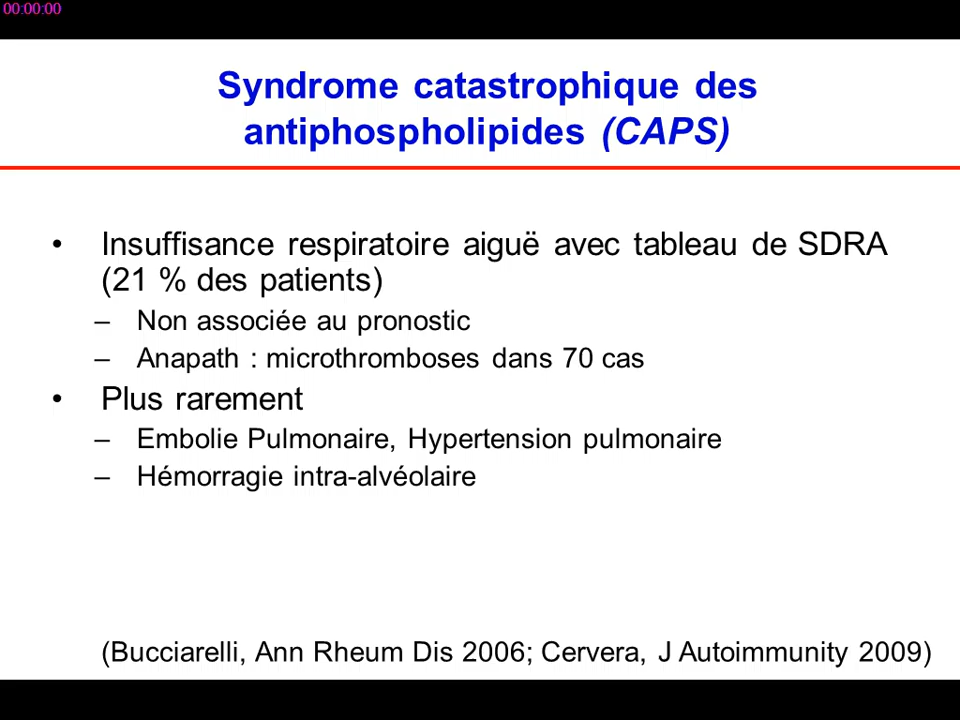 00:00:00
Syndrome catastrophique des
antiphospholipides (CAPS)
• Insuffisance respiratoire aiguë avec tableau de SDRA
(21 % des patients)
– Non associée au pronostic
– Anapath : microthromboses dans 70 cas
• Plus rarement
– Embolie Pulmonaire, Hypertension pulmonaire
– Hémorragie intra-alvéolaire
(Bucciarelli, Ann Rheum Dis 2006; Cervera, J Autoimmunity 2009)